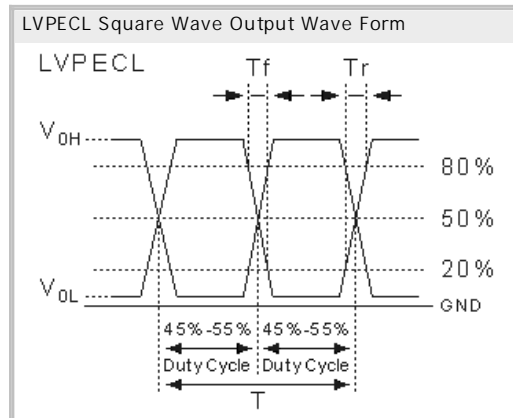 LVPECL Square Wave Output Wave Form
LVPECL
Tf
Tr
V0H
80%
50%
20%
V0L
GND
45%-55%
45%-55%
Duty Cycle
Duty Cycle
T